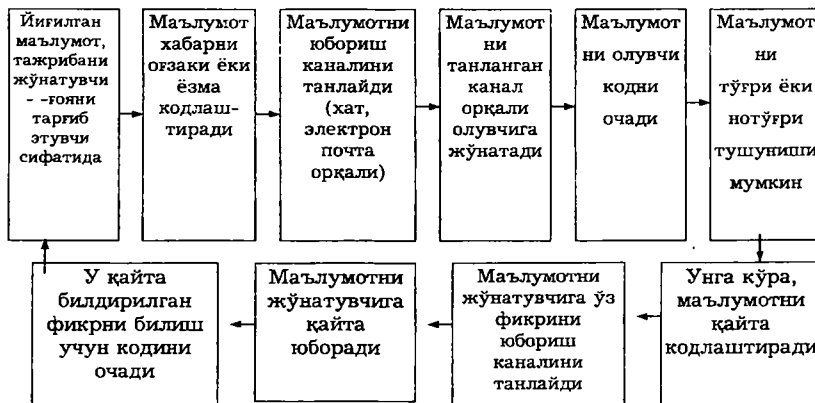 Йиғилган
маълумот,
тажрибани
жўнатувчи
- -ғояни
тарғиб
этувчи
сифатида
Маълумот
хабарни
оғзаки ёки
ёзма
кодлаш-
тиради
Маълумотни
юбориш
каналини
танлайди
(хат,
электрон
почта
орқали)
Маълумот
ни
танланган
канал
орқали
олувчига
жўнатади
Маълумот
ни олувчи
кодни
очади
Маълумот
ни
тўғри ёки
нотўғри
тушуниши
мумкин
Унга кўра,
маълумотни
қайта
кодлаштиради
Маълумотни
жўнатувчига ўз
фикрини
юбориш
каналини
танлайди
Маълумотни
жўнатувчига
қайта
юборади
У қайта
билдирилган
фикрни билиш
учун кодини
очади